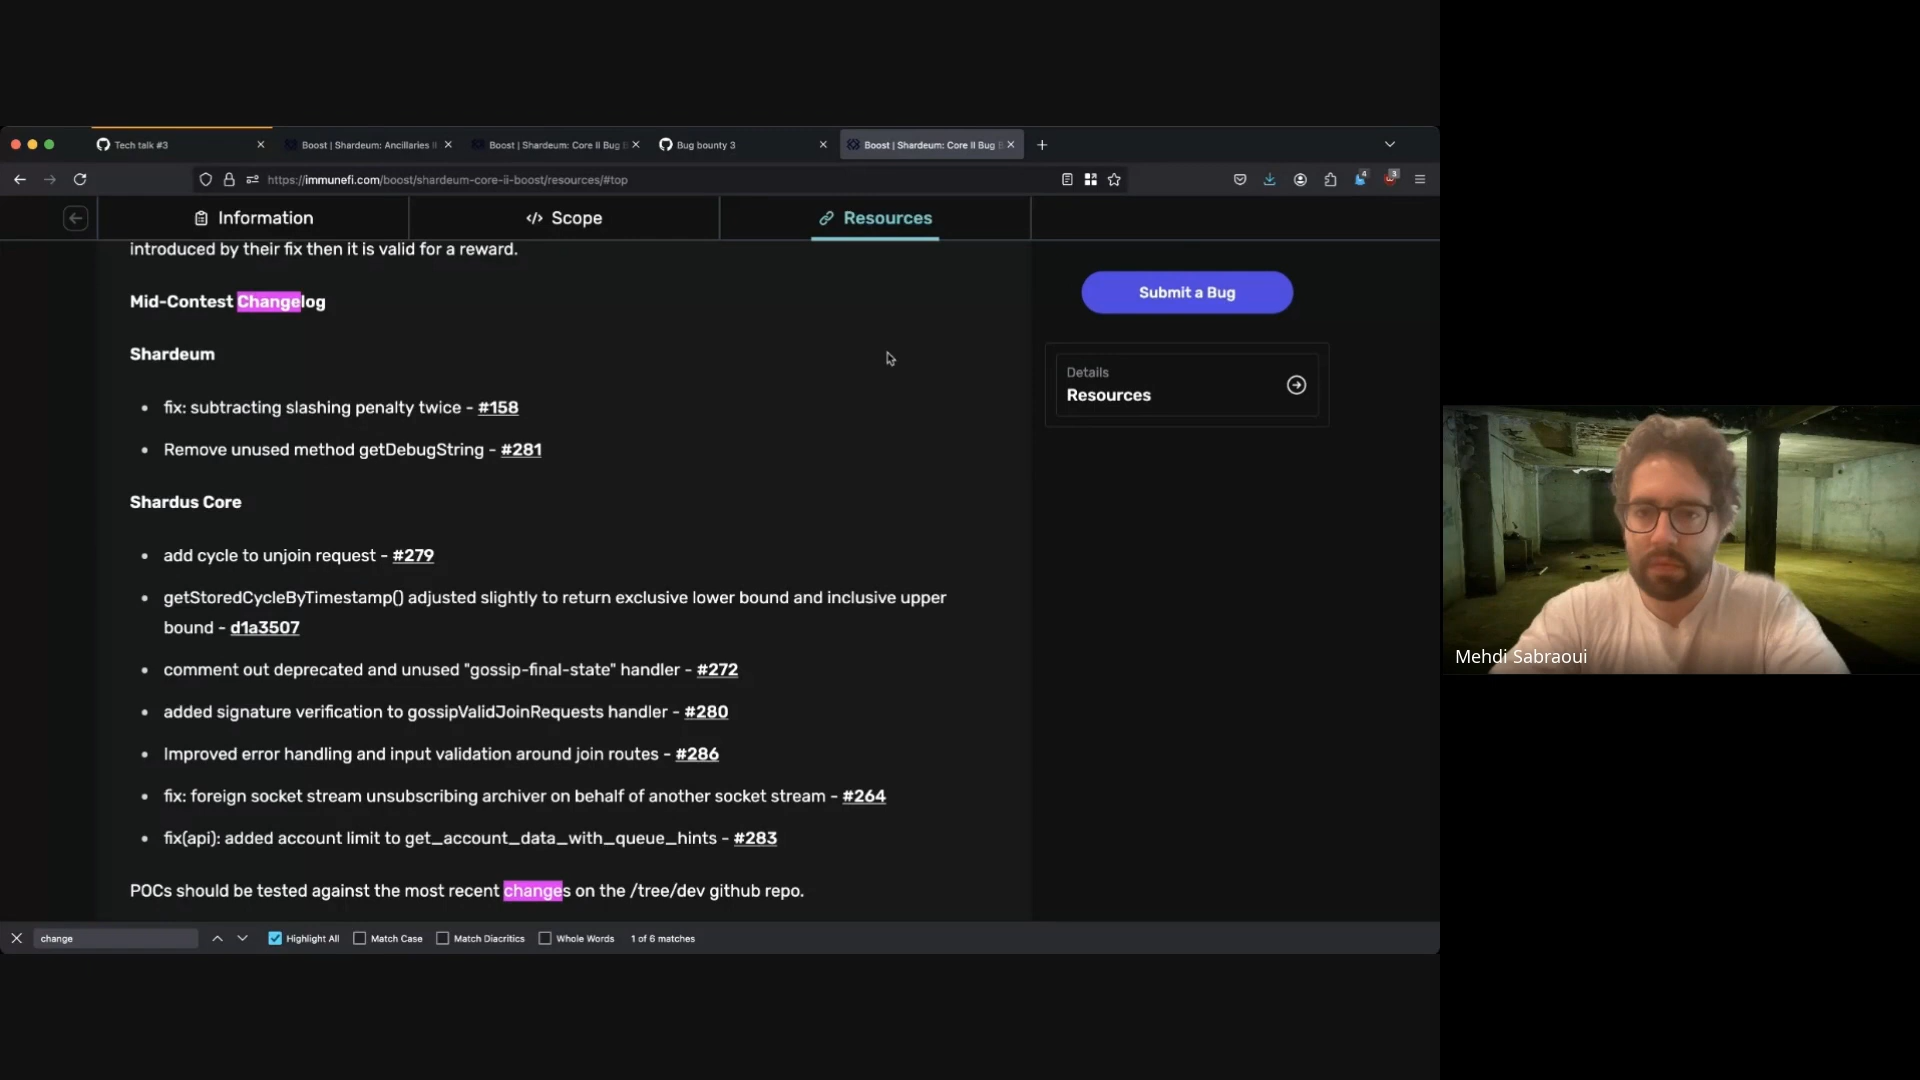 Tech talk #3
Boost | Shardeum: Ancillaries
Boost | Shardeum: Core II Bug
Bug bounty 3
Boost | Shardeum: Core II Bug
https://immunefi.com/boost/shardeum-core-ii-boost/resources/#top
4
3
Information
Scope
Resources
introduced by their fix then it is valid for a reward.
Mid-Contest Changelog
Shardeum
fix: subtracting slashing penalty twice - #158
Remove unused method getDebugString - #281
Shardus Core
add cycle to unjoin request - #279
getStoredCycleByTimestamp() adjusted slightly to return exclusive lower bound and inclusive upper
bound - d1a3507
comment out deprecated and unused "gossip-final-state" handler - #272
added signature verification to gossipValidJoinRequests handler - #280
Improved error handling and input validation around join routes - #286
fix: foreign socket stream unsubscribing archiver on behalf of another socket stream - #264
fix(api): added account limit to get_account_data_with_queue_hints - #283
POCs should be tested against the most recent changes on the /tree/dev github repo.
Submit a Bug
Details
Resources
change
Highlight All
Match Case
Match Diacritics
Whole Words
1 of 6 matches
Mehdi Sabraoui